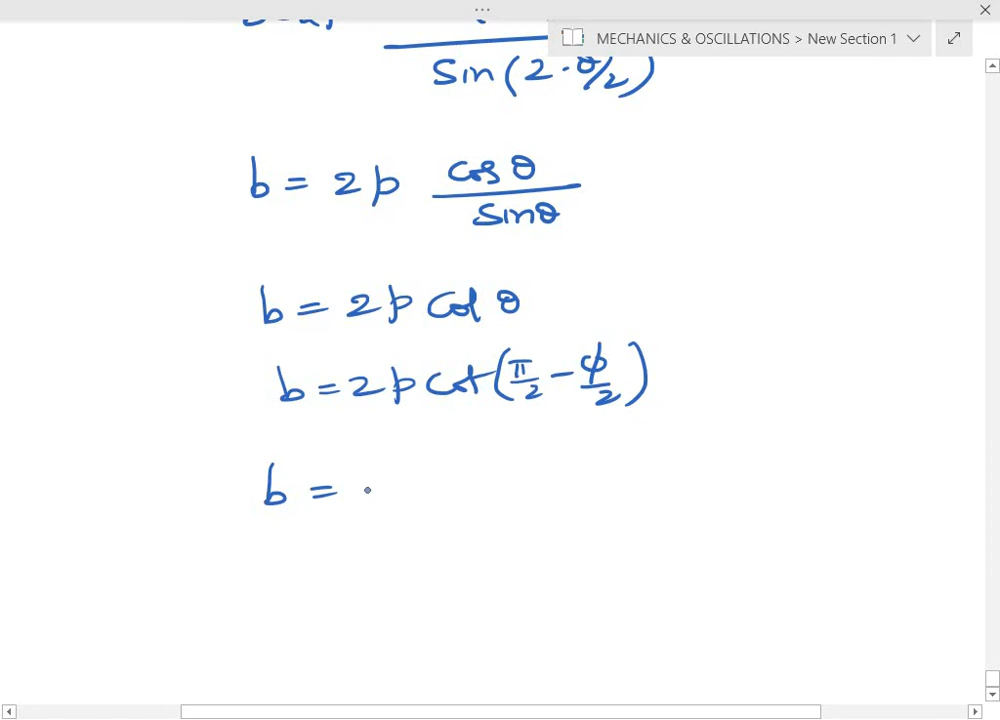 MECHANICS & OSCILLATIONS > New Section 1
Sin(2·θ/2)
b = 2p cosθ/sinθ
b = 2p cot θ
b = 2p cot(π/2 - φ/2)
b =